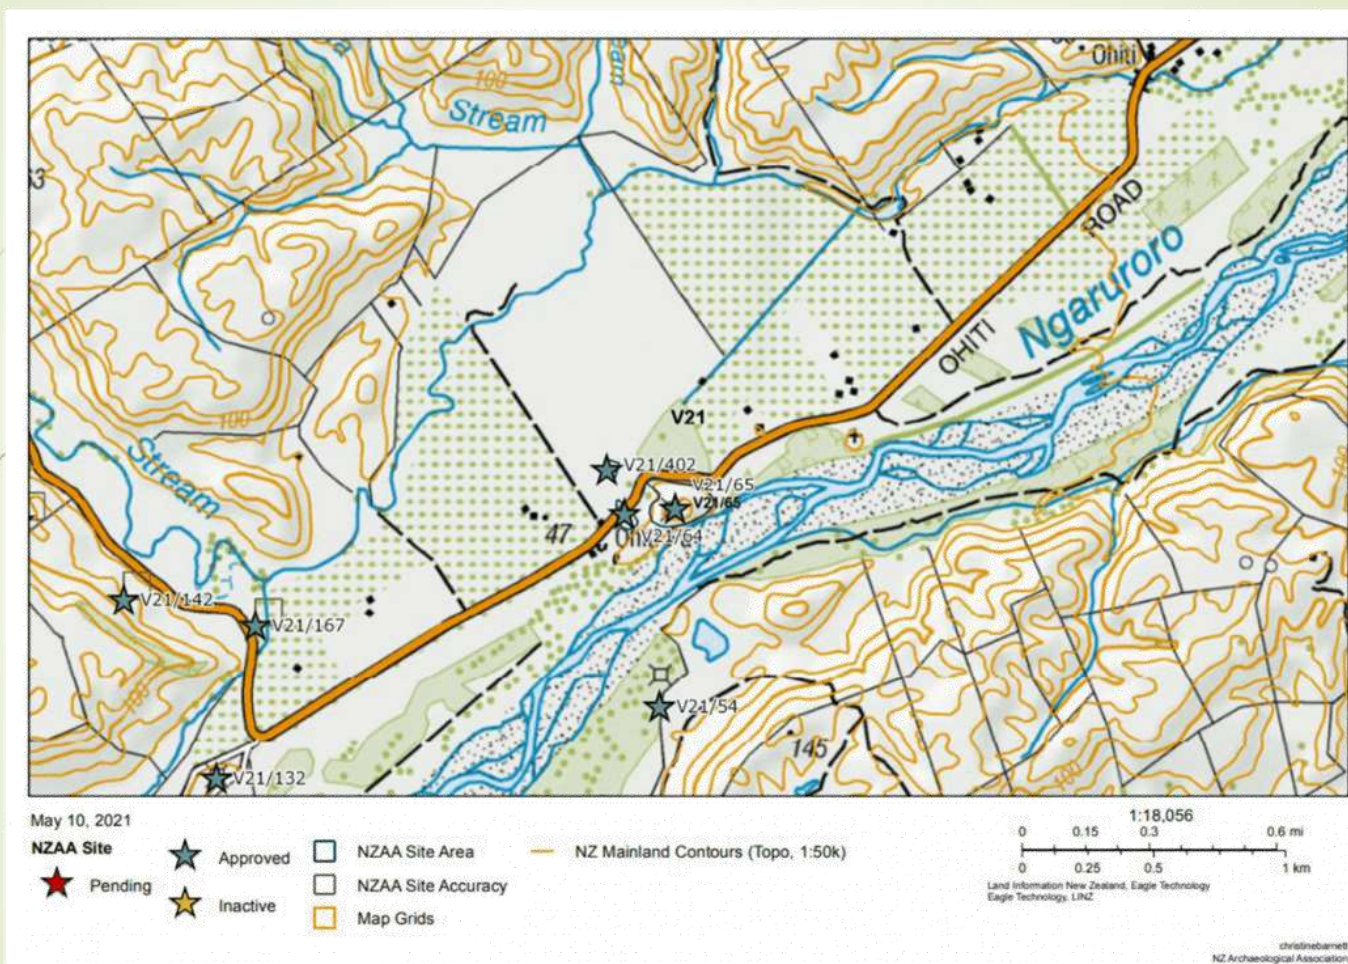 Ohiti
100
Stream
ROAD
Ngaruroro
OHITI
100
V21
Stream
V21/402
V21/65
V21/65
47
V21/64
V21/142
V21/167
100
V21/54
145
100
V21/132
May 10, 2021
NZAA Site
Pending
Approved
Inactive
NZAA Site Area
NZAA Site Accuracy
Map Grids
NZ Mainland Contours (Topo, 1:50k)
1:18,056
0 0.15 0.3 0.6 mi
0 0.25 0.5 1 km
Land Information New Zealand, Eagle Technology
Eagle Technology, LINZ
christinebarnett
NZ Archaeological Association